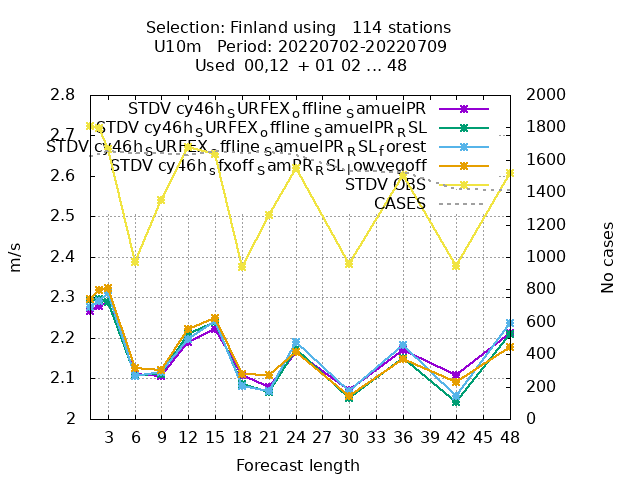 Selection: Finland using   114 stations
U10m   Period: 20220702-20220709
Used  00,12  + 01 02 ... 48
STDV cy46h_SURFEX_offline_SamuelPR
STDV cy46h_SURFEX_offline_SamuelPR_RSL
STDV cy46h_SURFEX_offline_SamuelPR_RSL_forest
STDV cy46h_sfxoff_SamPR_RSL_lowvegoff
STDV OBS
CASES
2.8
2.7
2.6
2.5
2.4
2.3
2.2
2.1
2
m/s
2000
1800
1600
1400
1200
1000
800
600
400
200
0
No cases
3 6 9 12 15 18 21 24 27 30 33 36 39 42 45 48
Forecast length